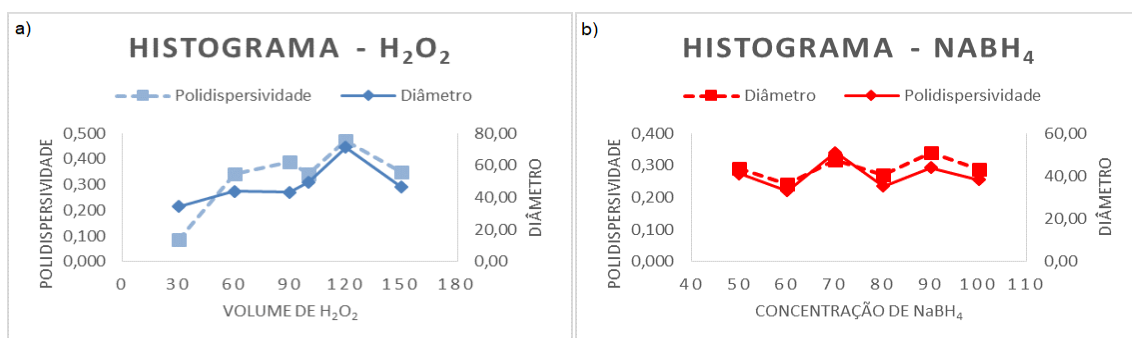 a)
HISTOGRAMA - H₂O₂
Polidispersividade Diâmetro
POLIDISPERSIVIDADE
0,500
0,400
0,300
0,200
0,100
0,000
80,00
60,00
40,00
20,00
0,00
DIÂMETRO
0 30 60 90 120 150 180
VOLUME DE H₂O₂
b)
HISTOGRAMA - NABH₄
Diâmetro Polidispersividade
POLIDISPERSIVIDADE
0,400
0,300
0,200
0,100
0,000
60,00
40,00
20,00
0,00
DIÂMETRO
40 50 60 70 80 90 100 110
CONCENTRAÇÃO DE NaBH₄